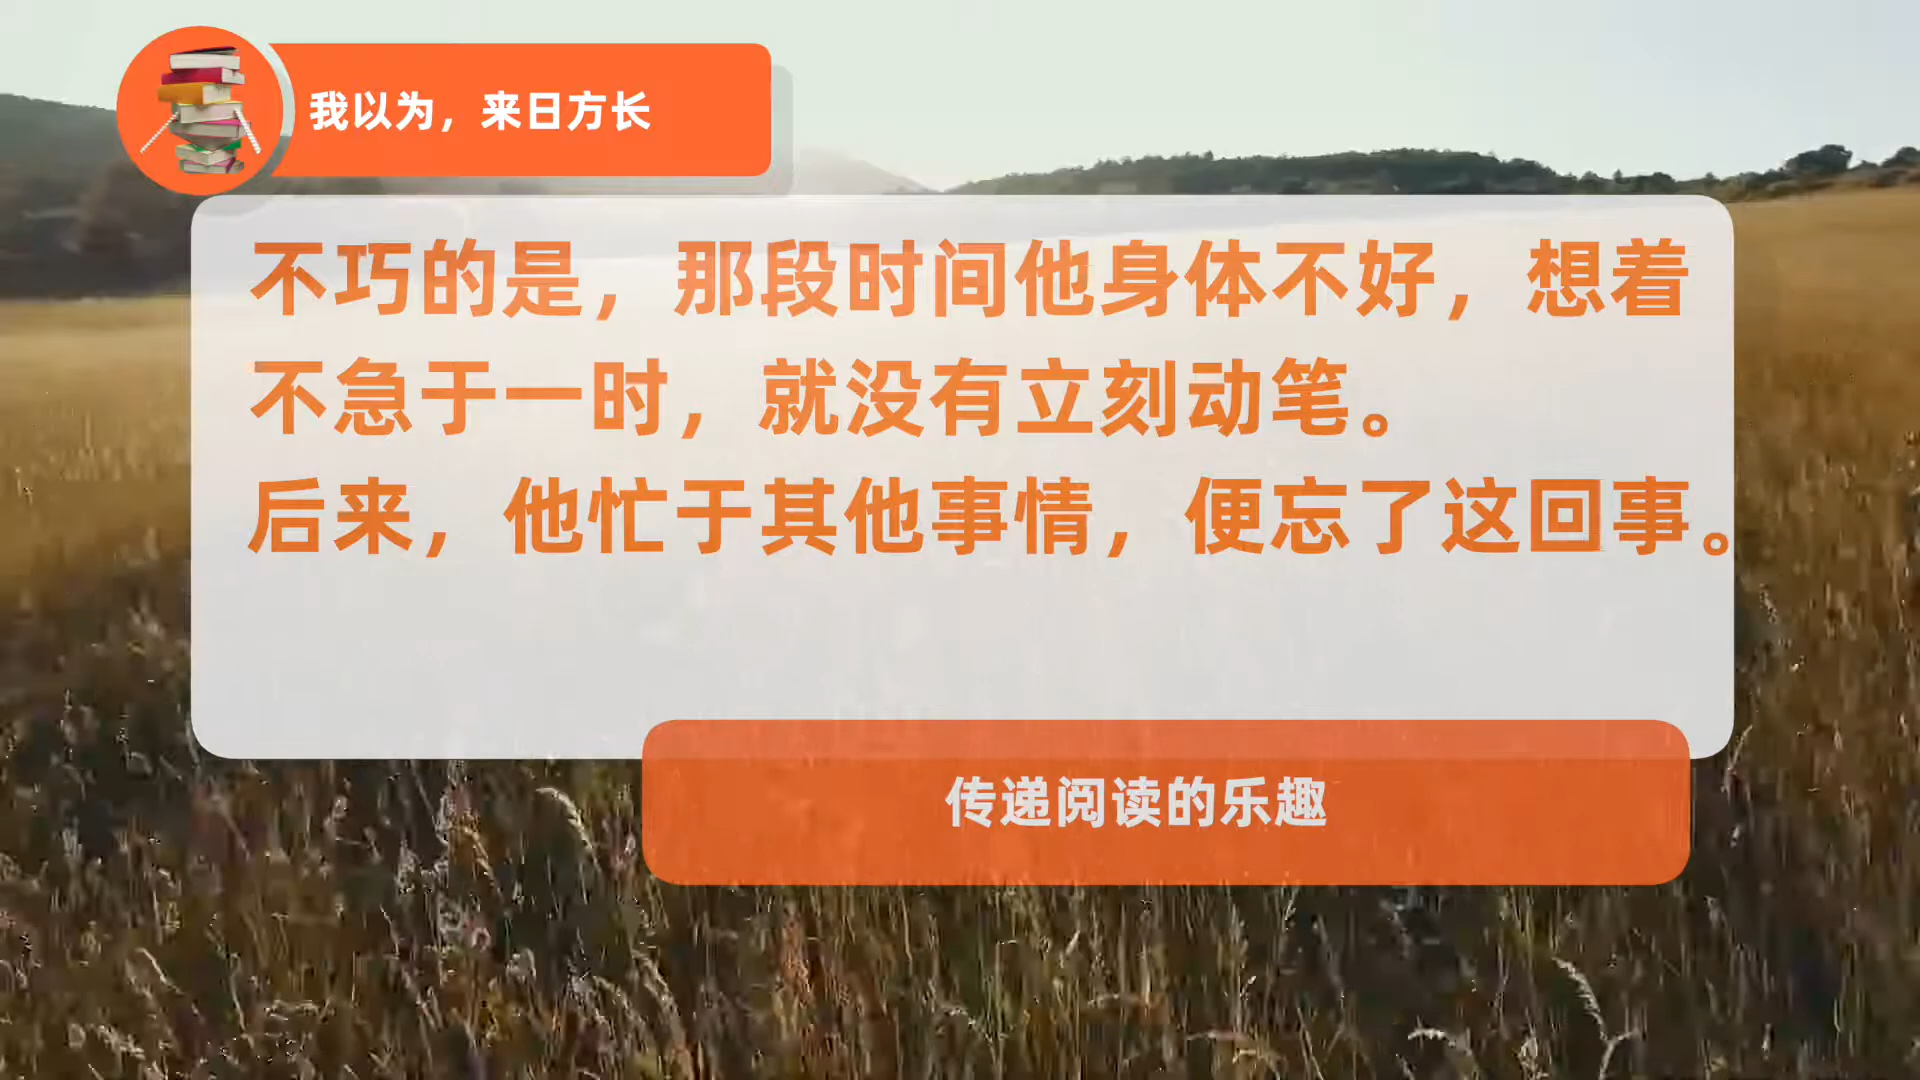 我以为，来日方长
不巧的是，那段时间他身体不好，想着
不急于一时，就没有立刻动笔。
后来，他忙于其他事情，便忘了这回事。
传递阅读的乐趣